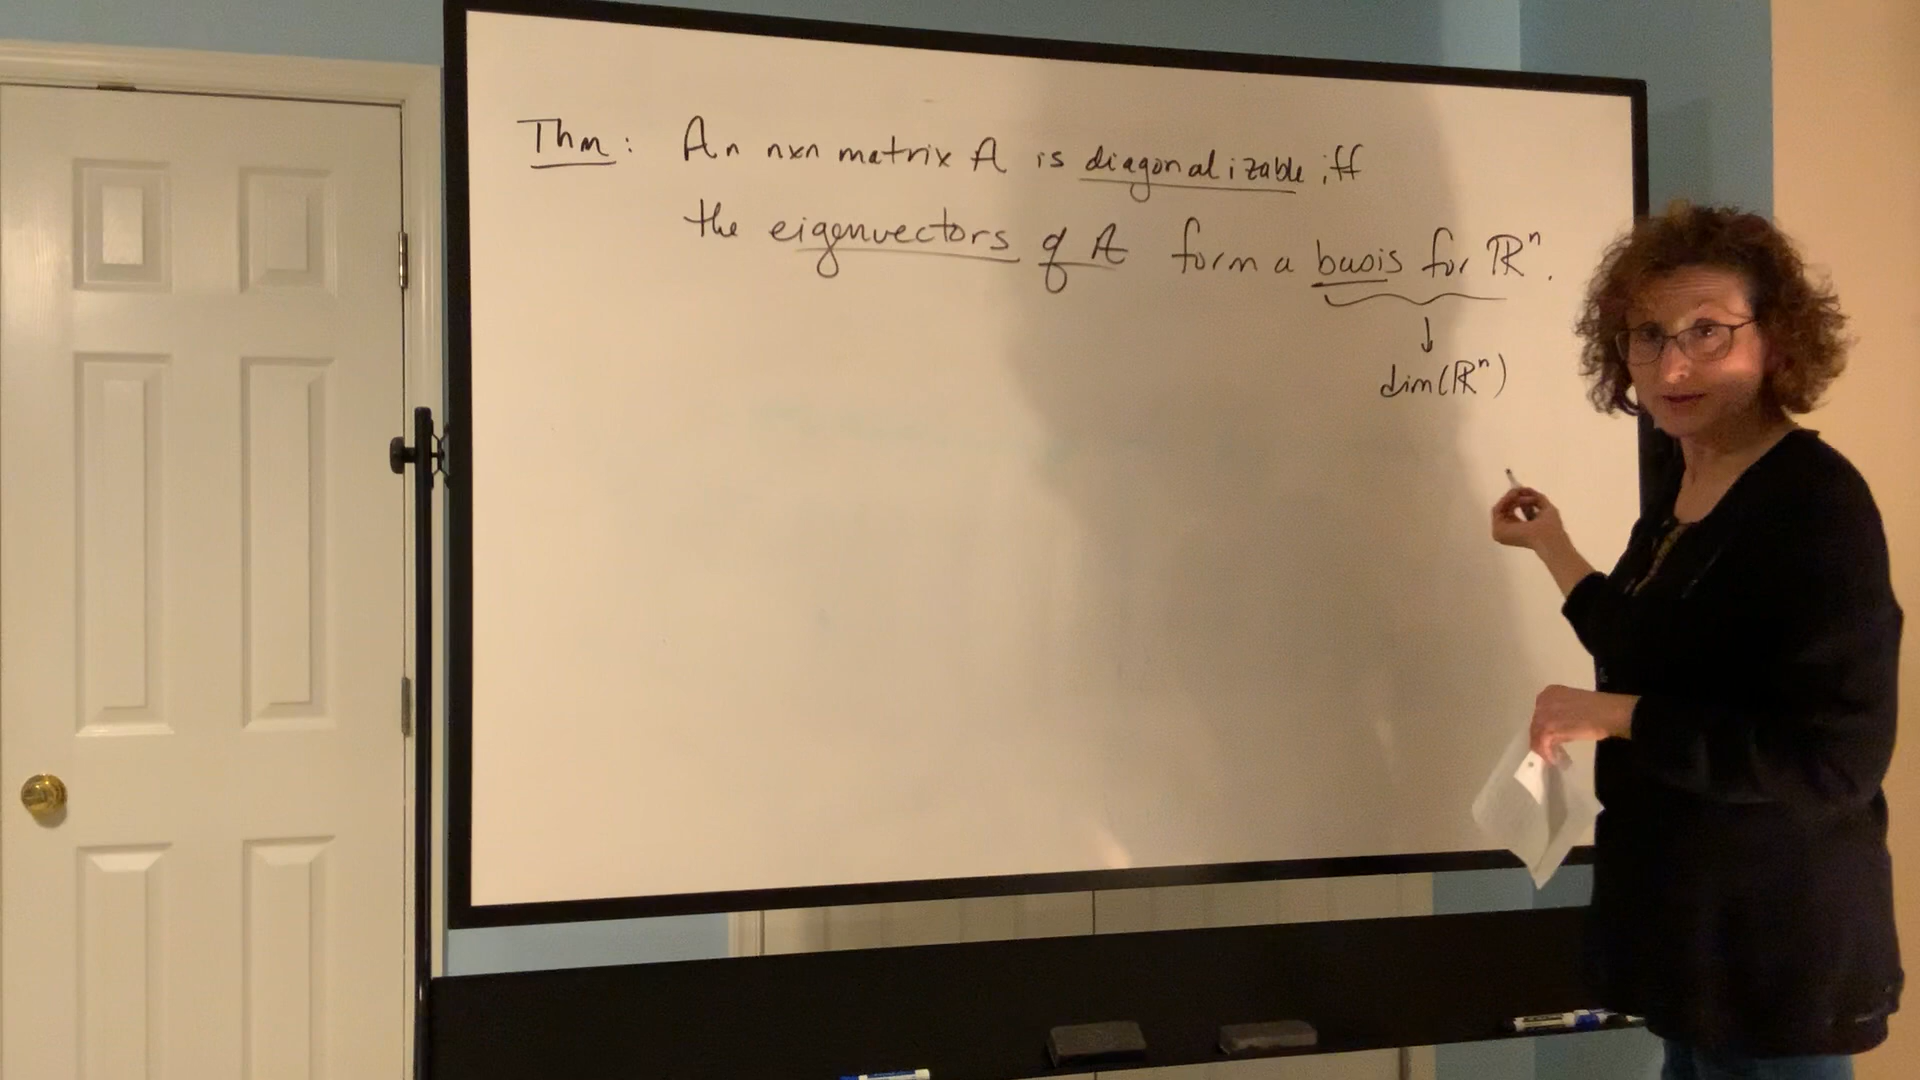 Thm: An nxn matrix A is diagonalizable iff
the eigenvectors of A form a basis for ℝⁿ.
↓
dim(ℝⁿ)